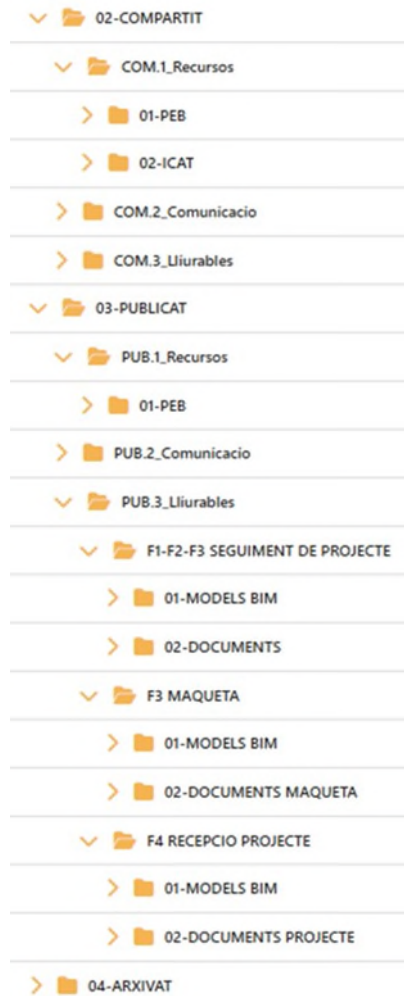 02-COMPARTIT
COM.1_Recursos
01-PEB
02-ICAT
COM.2_Comunicacio
COM.3_Lliurables
03-PUBLICAT
PUB.1_Recursos
01-PEB
PUB.2_Comunicacio
PUB.3_Lliurables
F1-F2-F3 SEGUIMENT DE PROJECTE
01-MODELS BIM
02-DOCUMENTS
F3 MAQUETA
01-MODELS BIM
02-DOCUMENTS MAQUETA
F4 RECEPCIO PROJECTE
01-MODELS BIM
02-DOCUMENTS PROJECTE
04-ARXIVAT